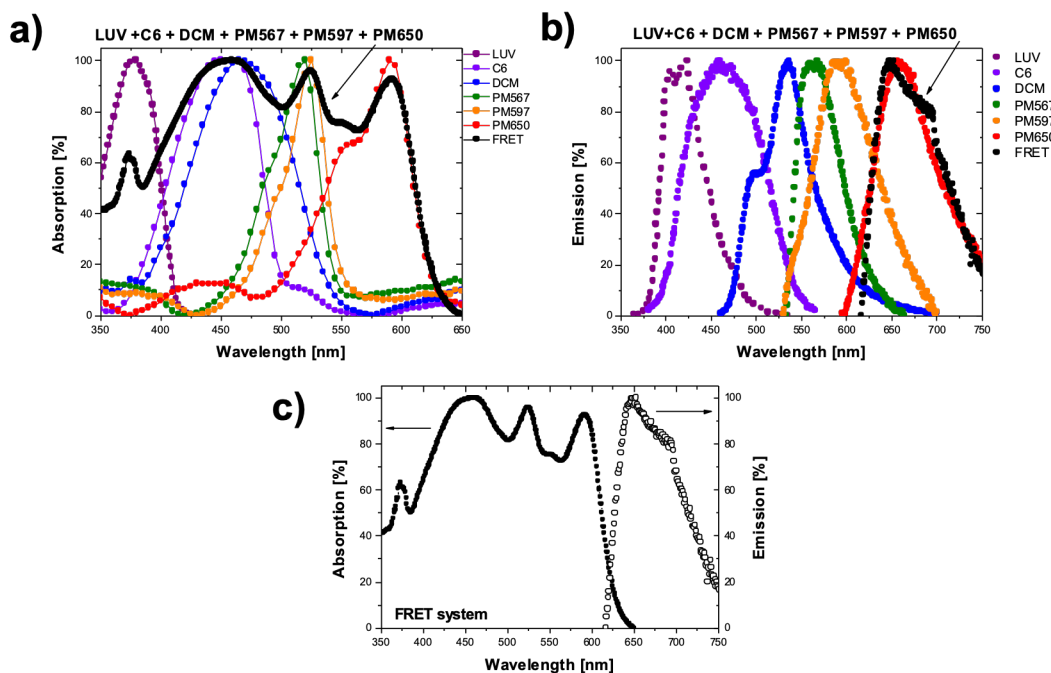 a)
LUV +C6 + DCM + PM567 + PM597 + PM650
LUV
C6
DCM
PM567
PM597
PM650
FRET
Absorption [%]
100
80
60
40
20
0
350 400 450 500 550 600 650
Wavelength [nm]
b)
LUV+C6 + DCM + PM567 + PM597 + PM650
LUV
C6
DCM
PM567
PM597
PM650
FRET
Emission [%]
100
80
60
40
20
0
350 400 450 500 550 600 650 700 750
Wavelength [nm]
c)
Absorption [%]
100
80
60
40
20
0
FRET system
100
80
60
40
20
0
Emission [%]
350 400 450 500 550 600 650 700 750
Wavelength [nm]